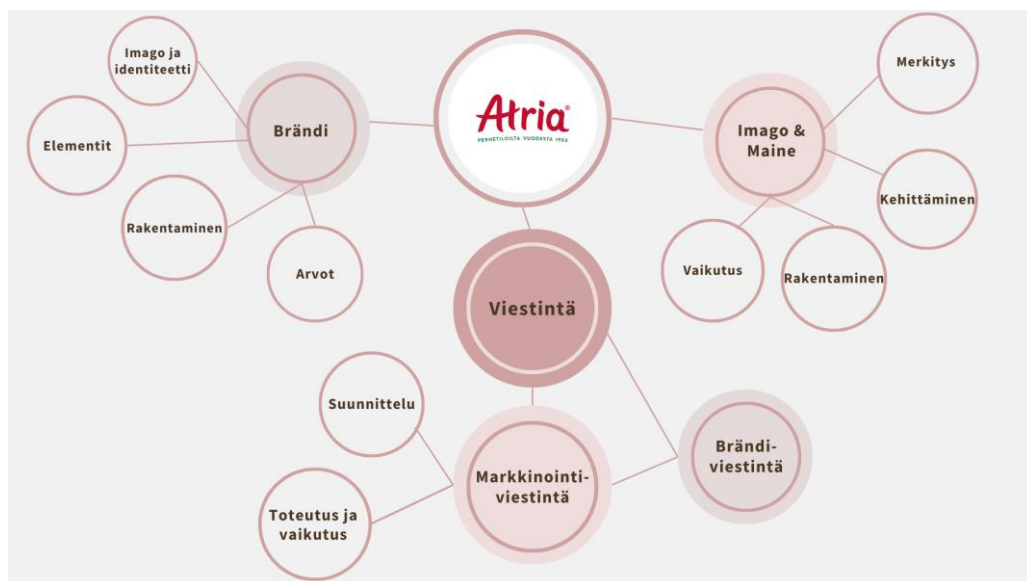 Imago ja
identiteetti
Elementit
Brändi
Rakentaminen
Arvot
Atria®
PERHETILOILTA VUODESTA 1903
Imago &
Maine
Merkitys
Kehittäminen
Vaikutus
Rakentaminen
Viestintä
Suunnittelu
Toteutus ja
vaikutus
Markkinointi-
viestintä
Brändi-
viestintä